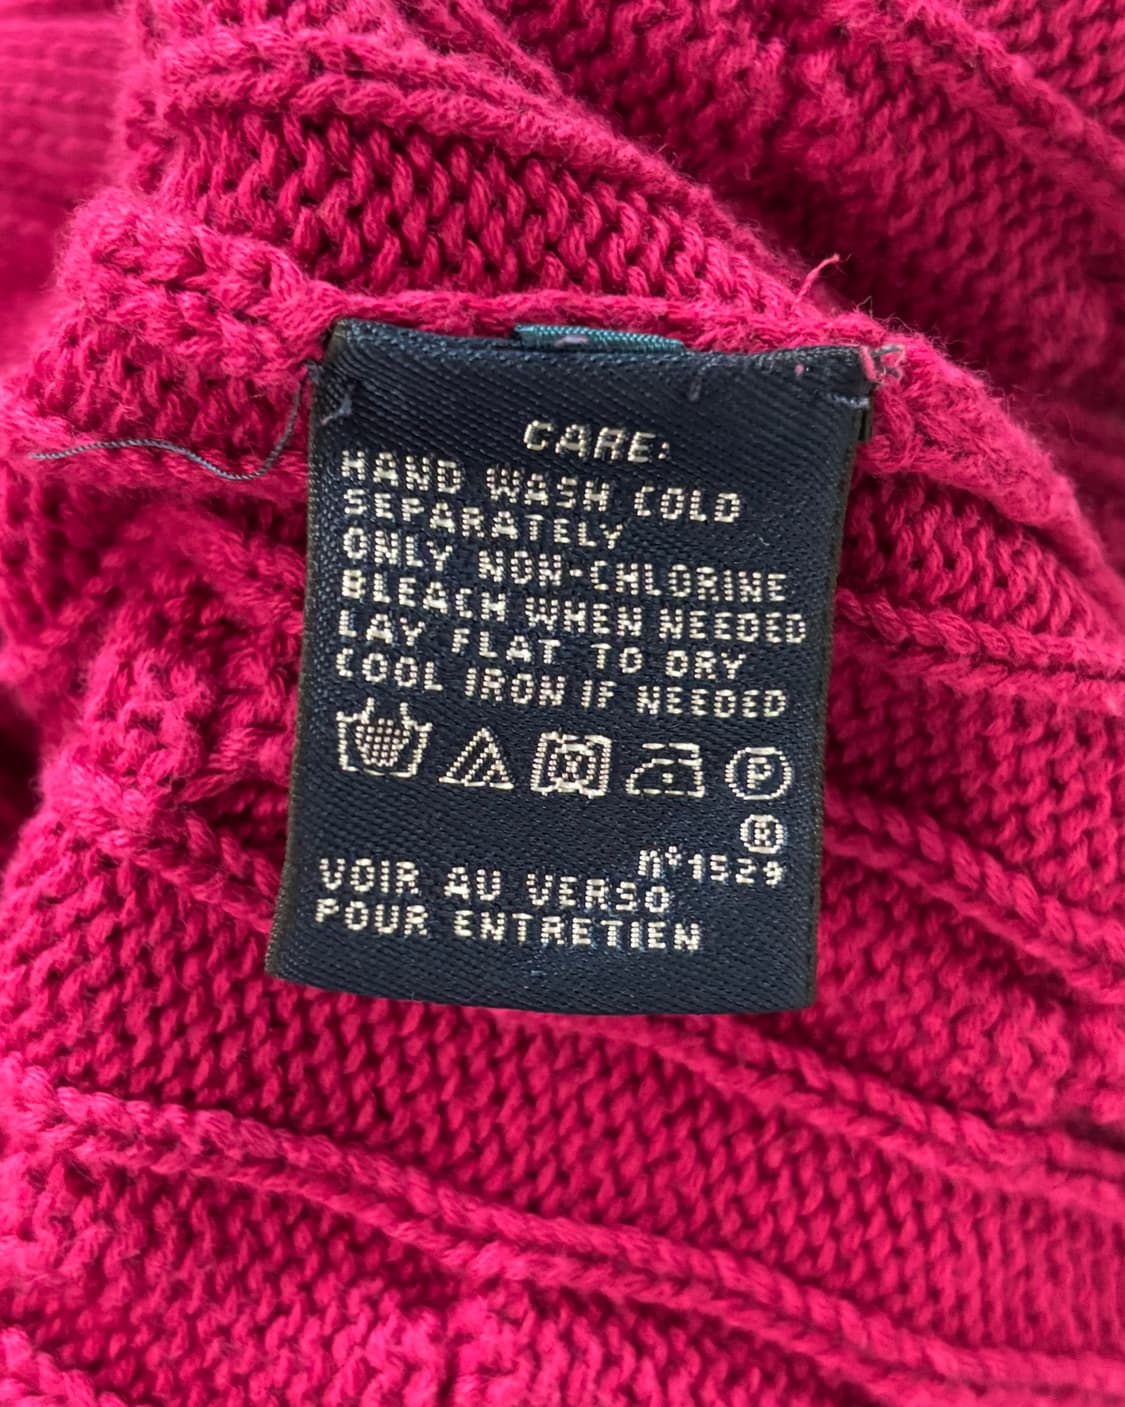 CARE:
HAND WASH COLD
SEPARATELY
ONLY NON-CHLORINE
BLEACH WHEN NEEDED
LAY FLAT TO DRY
COOL IRON IF NEEDED
P
®
n°1529
VOIR AU VERSO
POUR ENTRETIEN